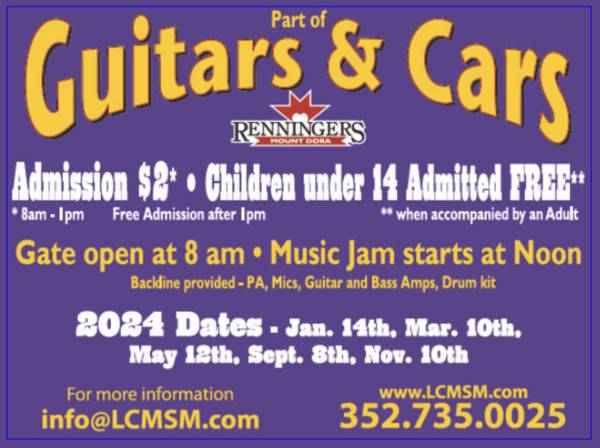 Part of
Guitars & Cars
RENNINGERS
MOUNT DORA
Admission $2* • Children under 14 Admitted FREE**
* 8am - 1pm Free Admission after 1pm ** when accompanied by an Adult
Gate open at 8 am • Music Jam starts at Noon
Backline provided - PA, Mics, Guitar and Bass Amps, Drum kit
2024 Dates - Jan. 14th, Mar. 10th,
May 12th, Sept. 8th, Nov. 10th
For more information www.LCMSM.com
info@LCMSM.com 352.735.0025